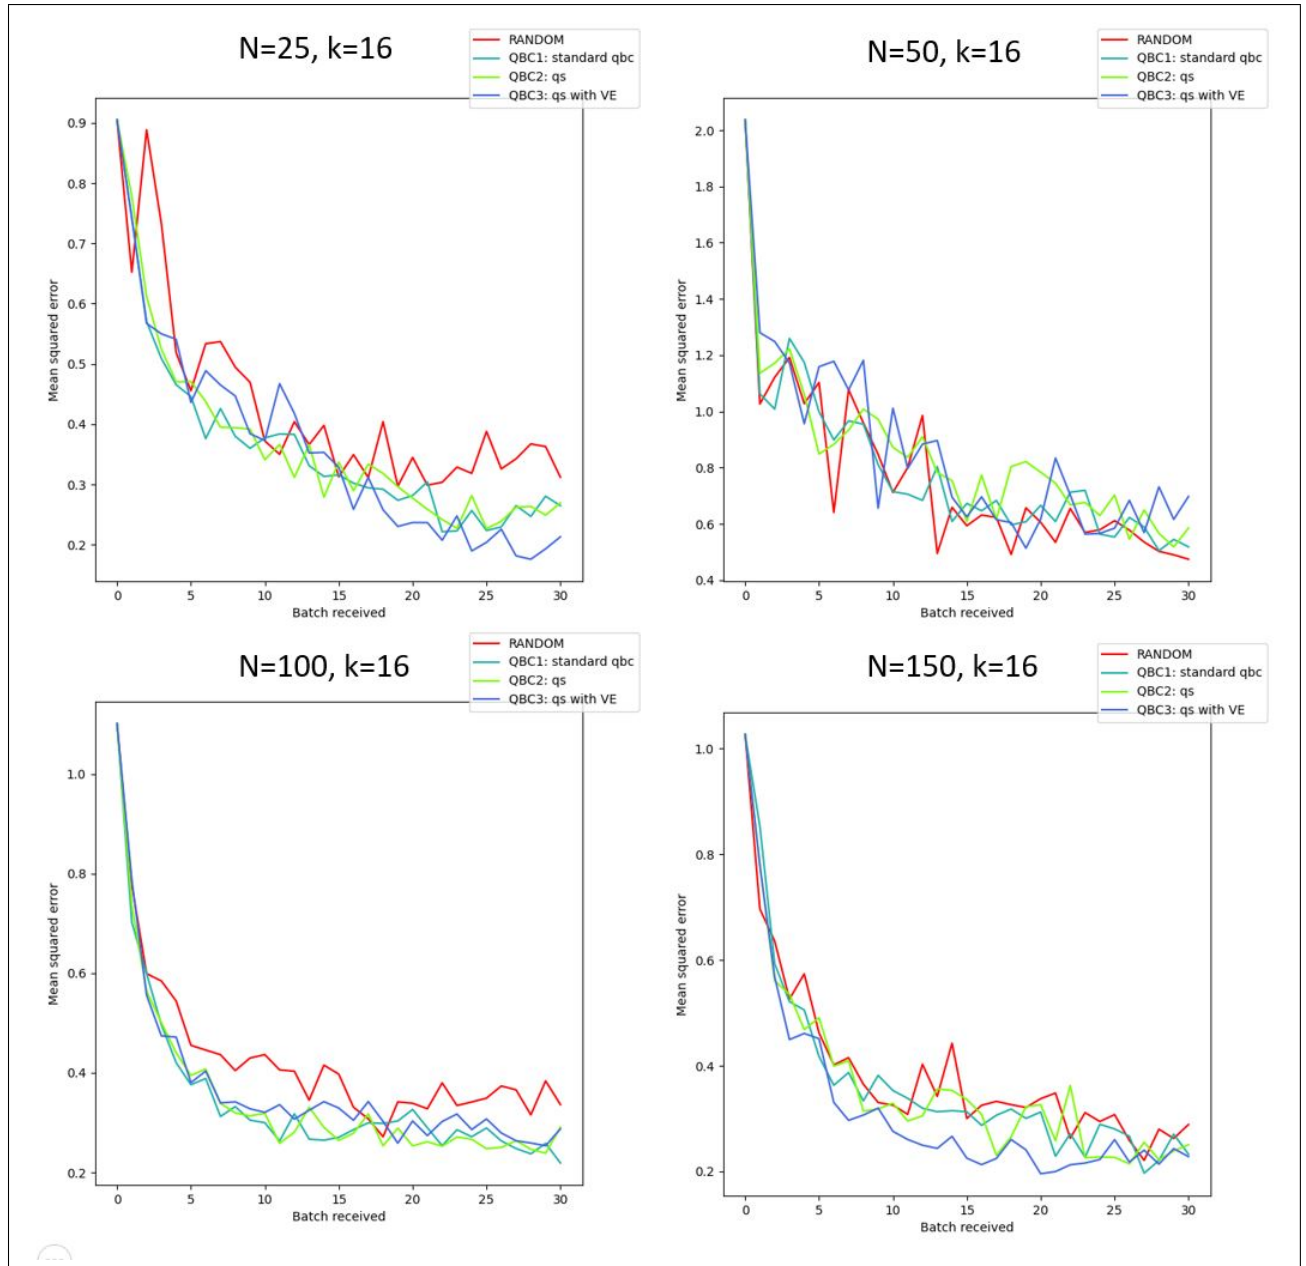 N=25, k=16
RANDOM
QBC1: standard qbc
QBC2: qs
QBC3: qs with VE
0.9
0.8
0.7
0.6
0.5
0.4
0.3
0.2
Mean squared error
0 5 10 15 20 25 30
Batch received
N=50, k=16
RANDOM
QBC1: standard qbc
QBC2: qs
QBC3: qs with VE
2.0
1.8
1.6
1.4
1.2
1.0
0.8
0.6
0.4
Mean squared error
0 5 10 15 20 25 30
Batch received
N=100, k=16
RANDOM
QBC1: standard qbc
QBC2: qs
QBC3: qs with VE
1.0
0.8
0.6
0.4
0.2
Mean squared error
0 5 10 15 20 25 30
Batch received
N=150, k=16
RANDOM
QBC1: standard qbc
QBC2: qs
QBC3: qs with VE
1.0
0.8
0.6
0.4
0.2
Mean squared error
0 5 10 15 20 25 30
Batch received